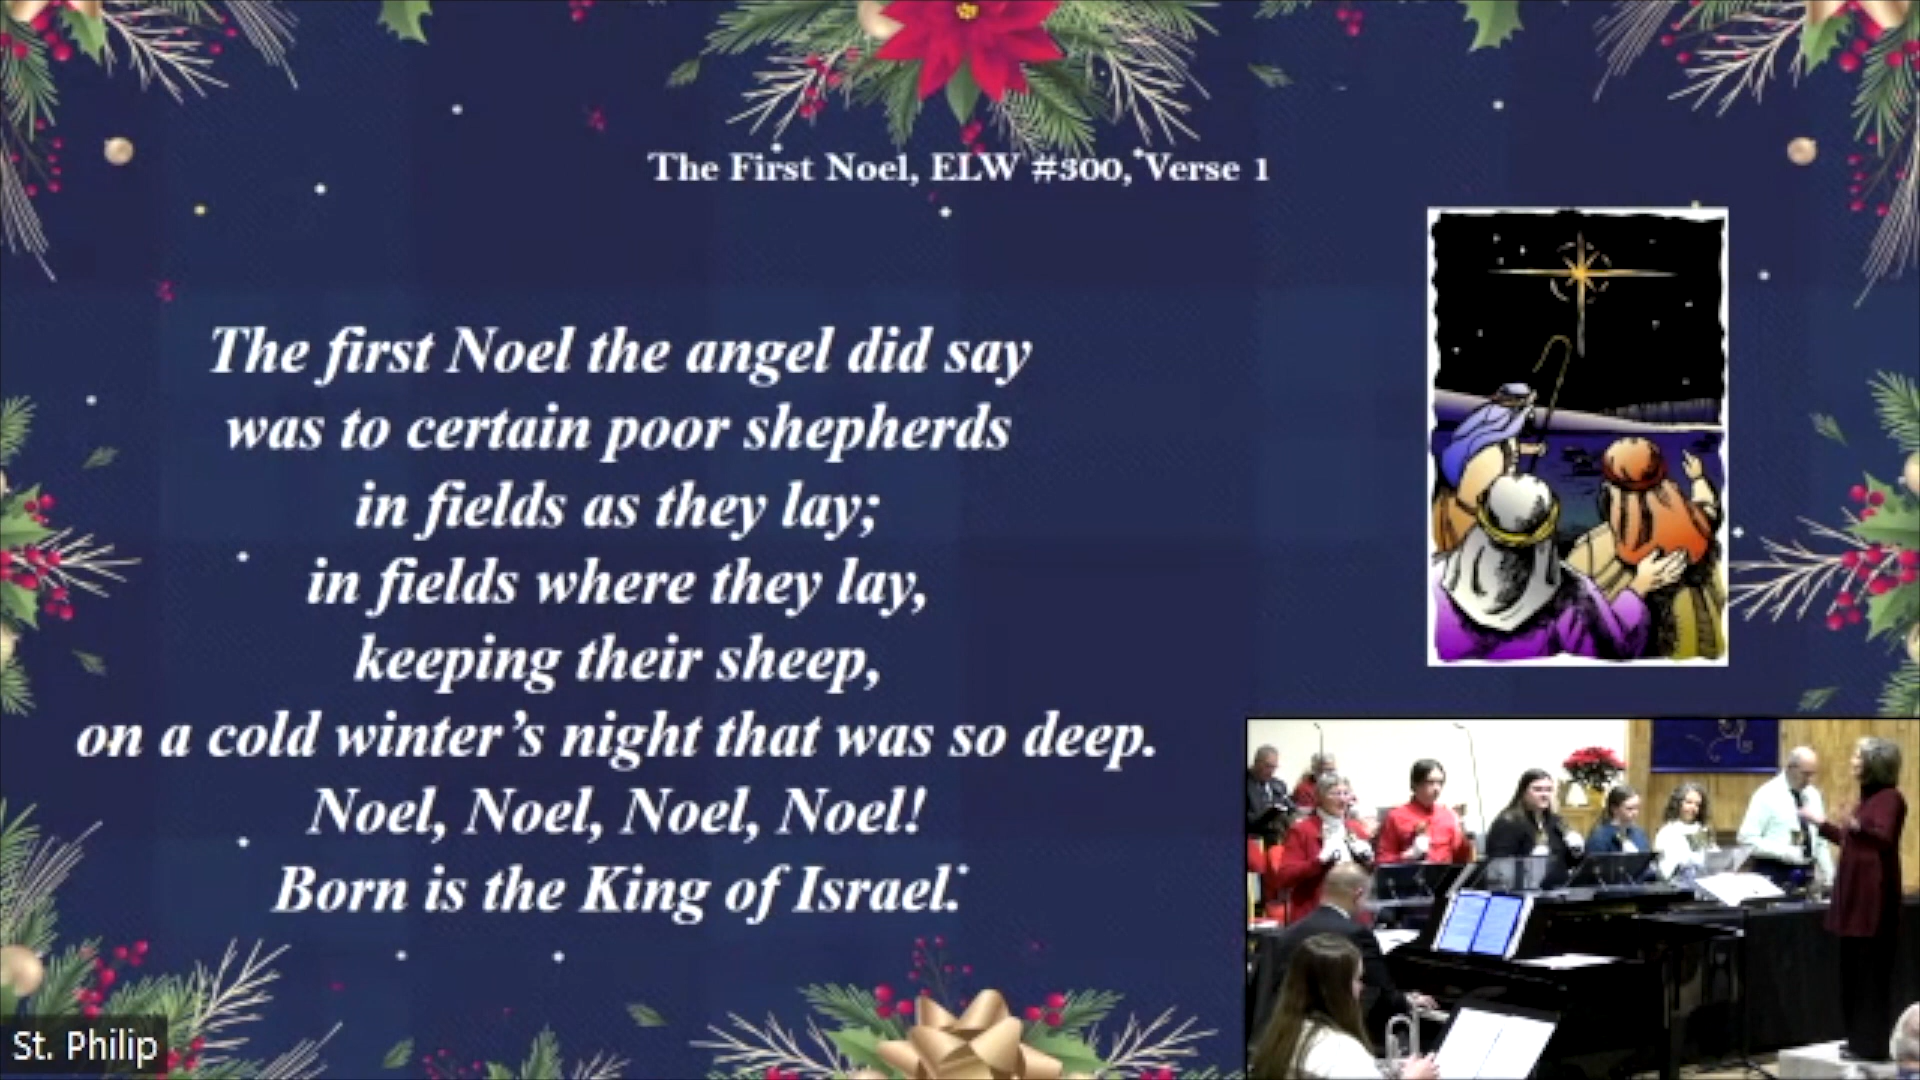 The First Noel, ELW #300, Verse 1
The first Noel the angel did say
was to certain poor shepherds
in fields as they lay;
in fields where they lay,
keeping their sheep,
on a cold winter’s night that was so deep.
Noel, Noel, Noel, Noel!
Born is the King of Israel.
St. Philip